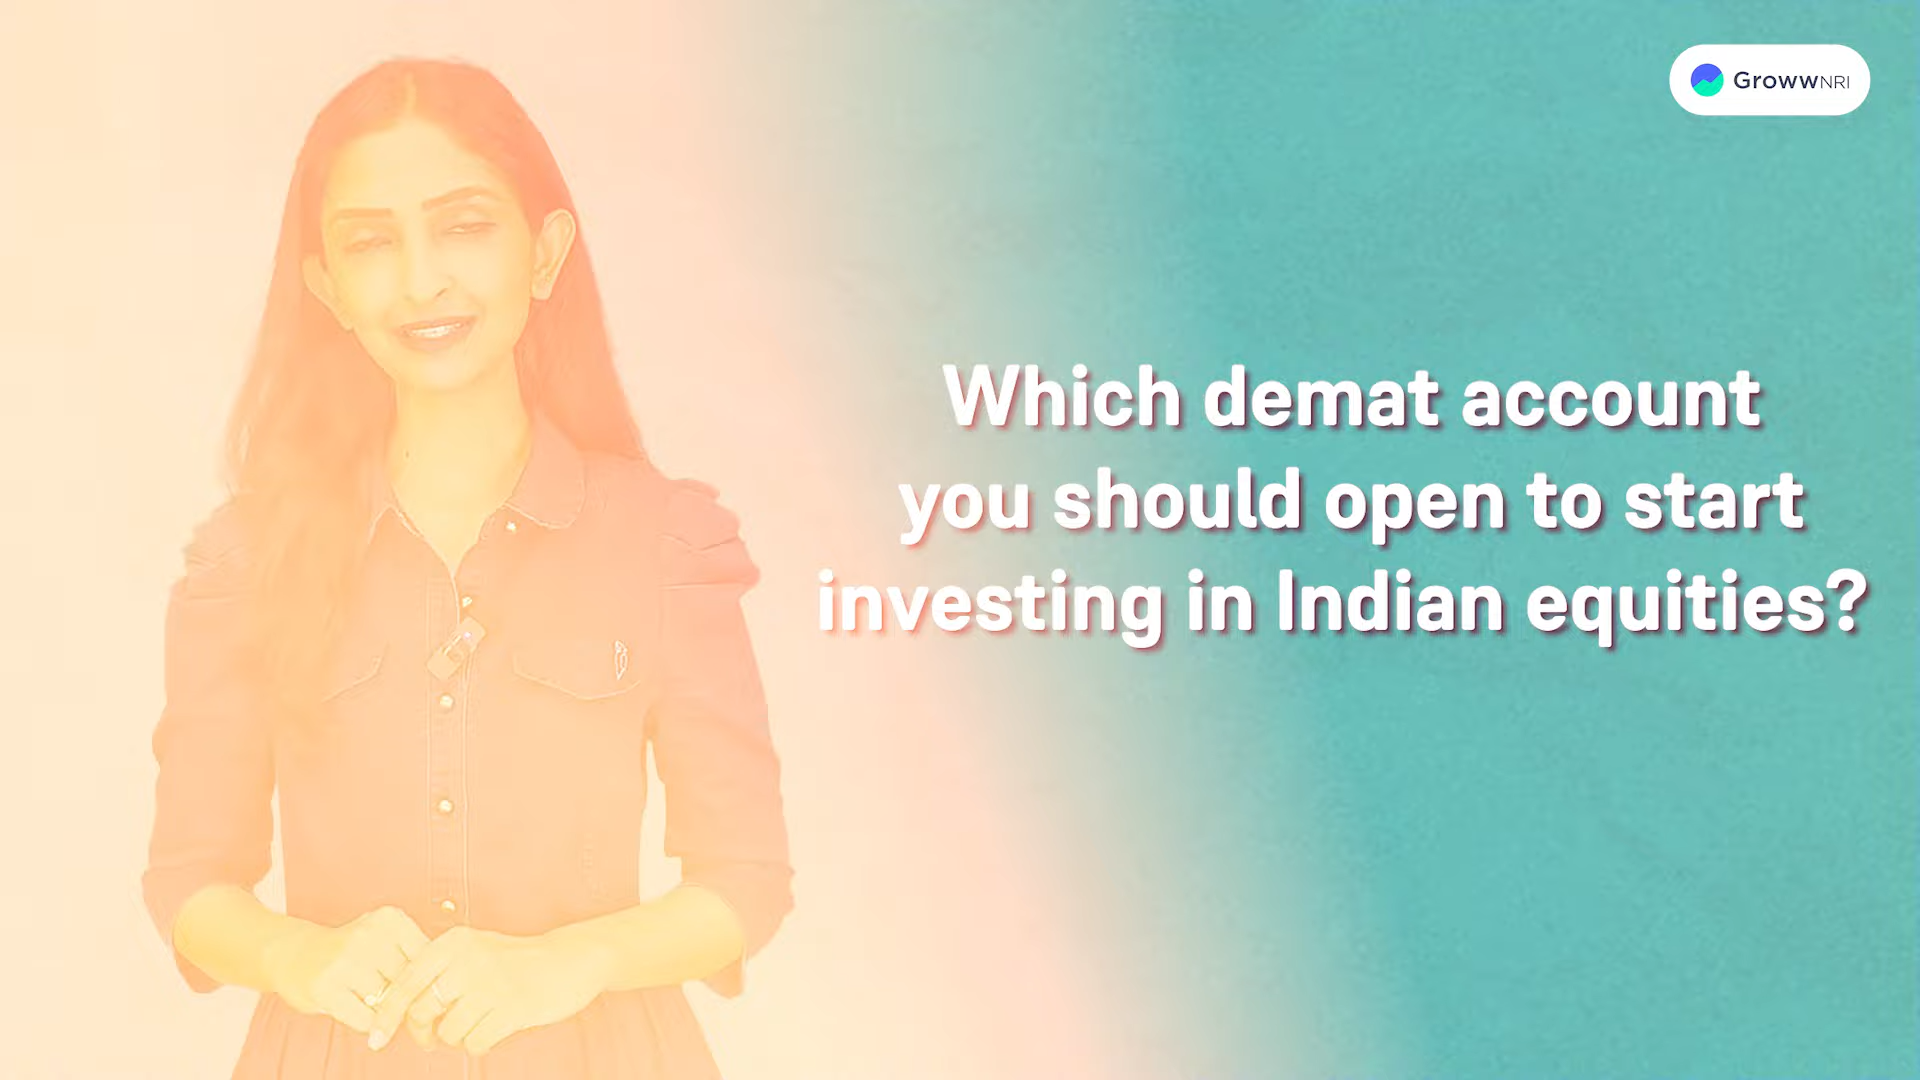 GrowwNRI
Which demat account
you should open to start
investing in Indian equities?